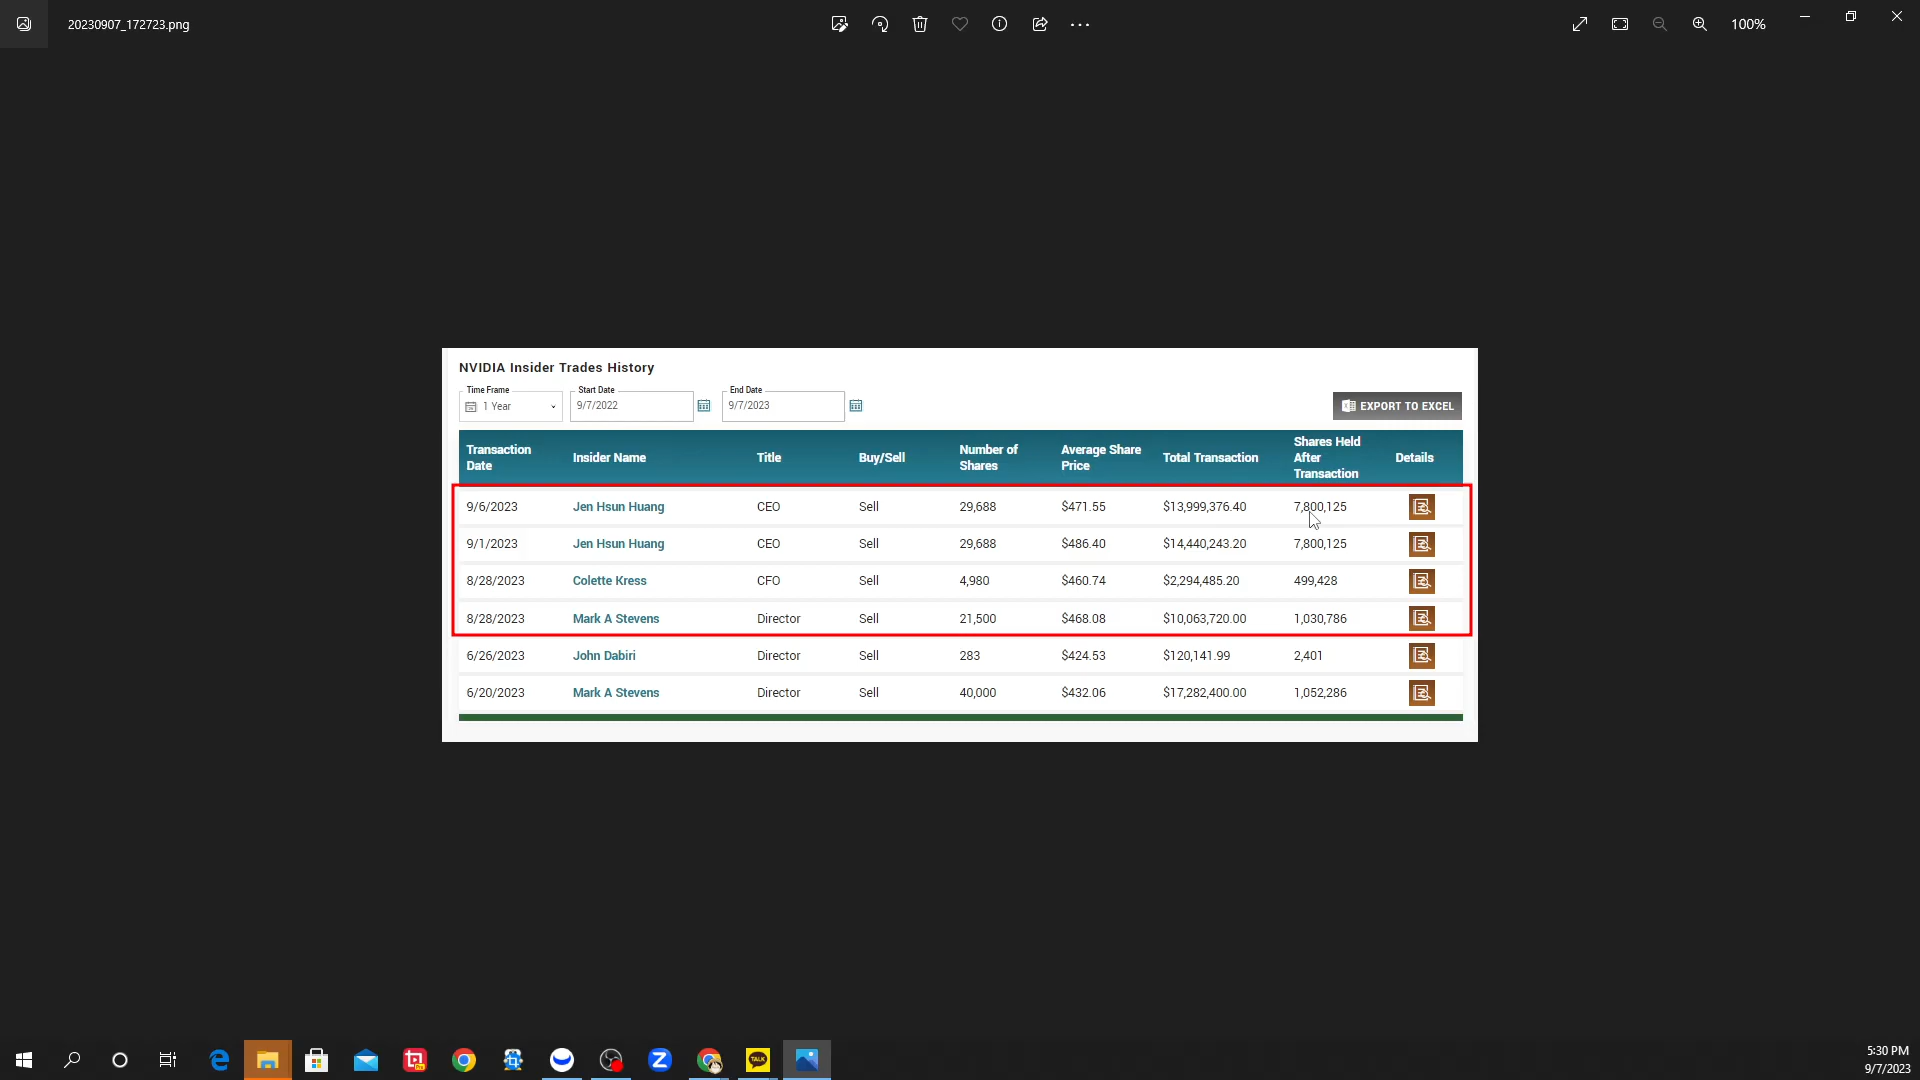 20230907_172723.png
100%
NVIDIA Insider Trades History
Time Frame Start Date End Date
1 Year 9/7/2022 9/7/2023 EXPORT TO EXCEL
Transaction Date Insider Name Title Buy/Sell Number of Shares Average Share Price Total Transaction Shares Held After Transaction Details
9/6/2023 Jen Hsun Huang CEO Sell 29,688 $471.55 $13,999,376.40 7,800,125
9/1/2023 Jen Hsun Huang CEO Sell 29,688 $486.40 $14,440,243.20 7,800,125
8/28/2023 Colette Kress CFO Sell 4,980 $460.74 $2,294,485.20 499,428
8/28/2023 Mark A Stevens Director Sell 21,500 $468.08 $10,063,720.00 1,030,786
6/26/2023 John Dabiri Director Sell 283 $424.53 $120,141.99 2,401
6/20/2023 Mark A Stevens Director Sell 40,000 $432.06 $17,282,400.00 1,052,286
TALK
5:30 PM
9/7/2023